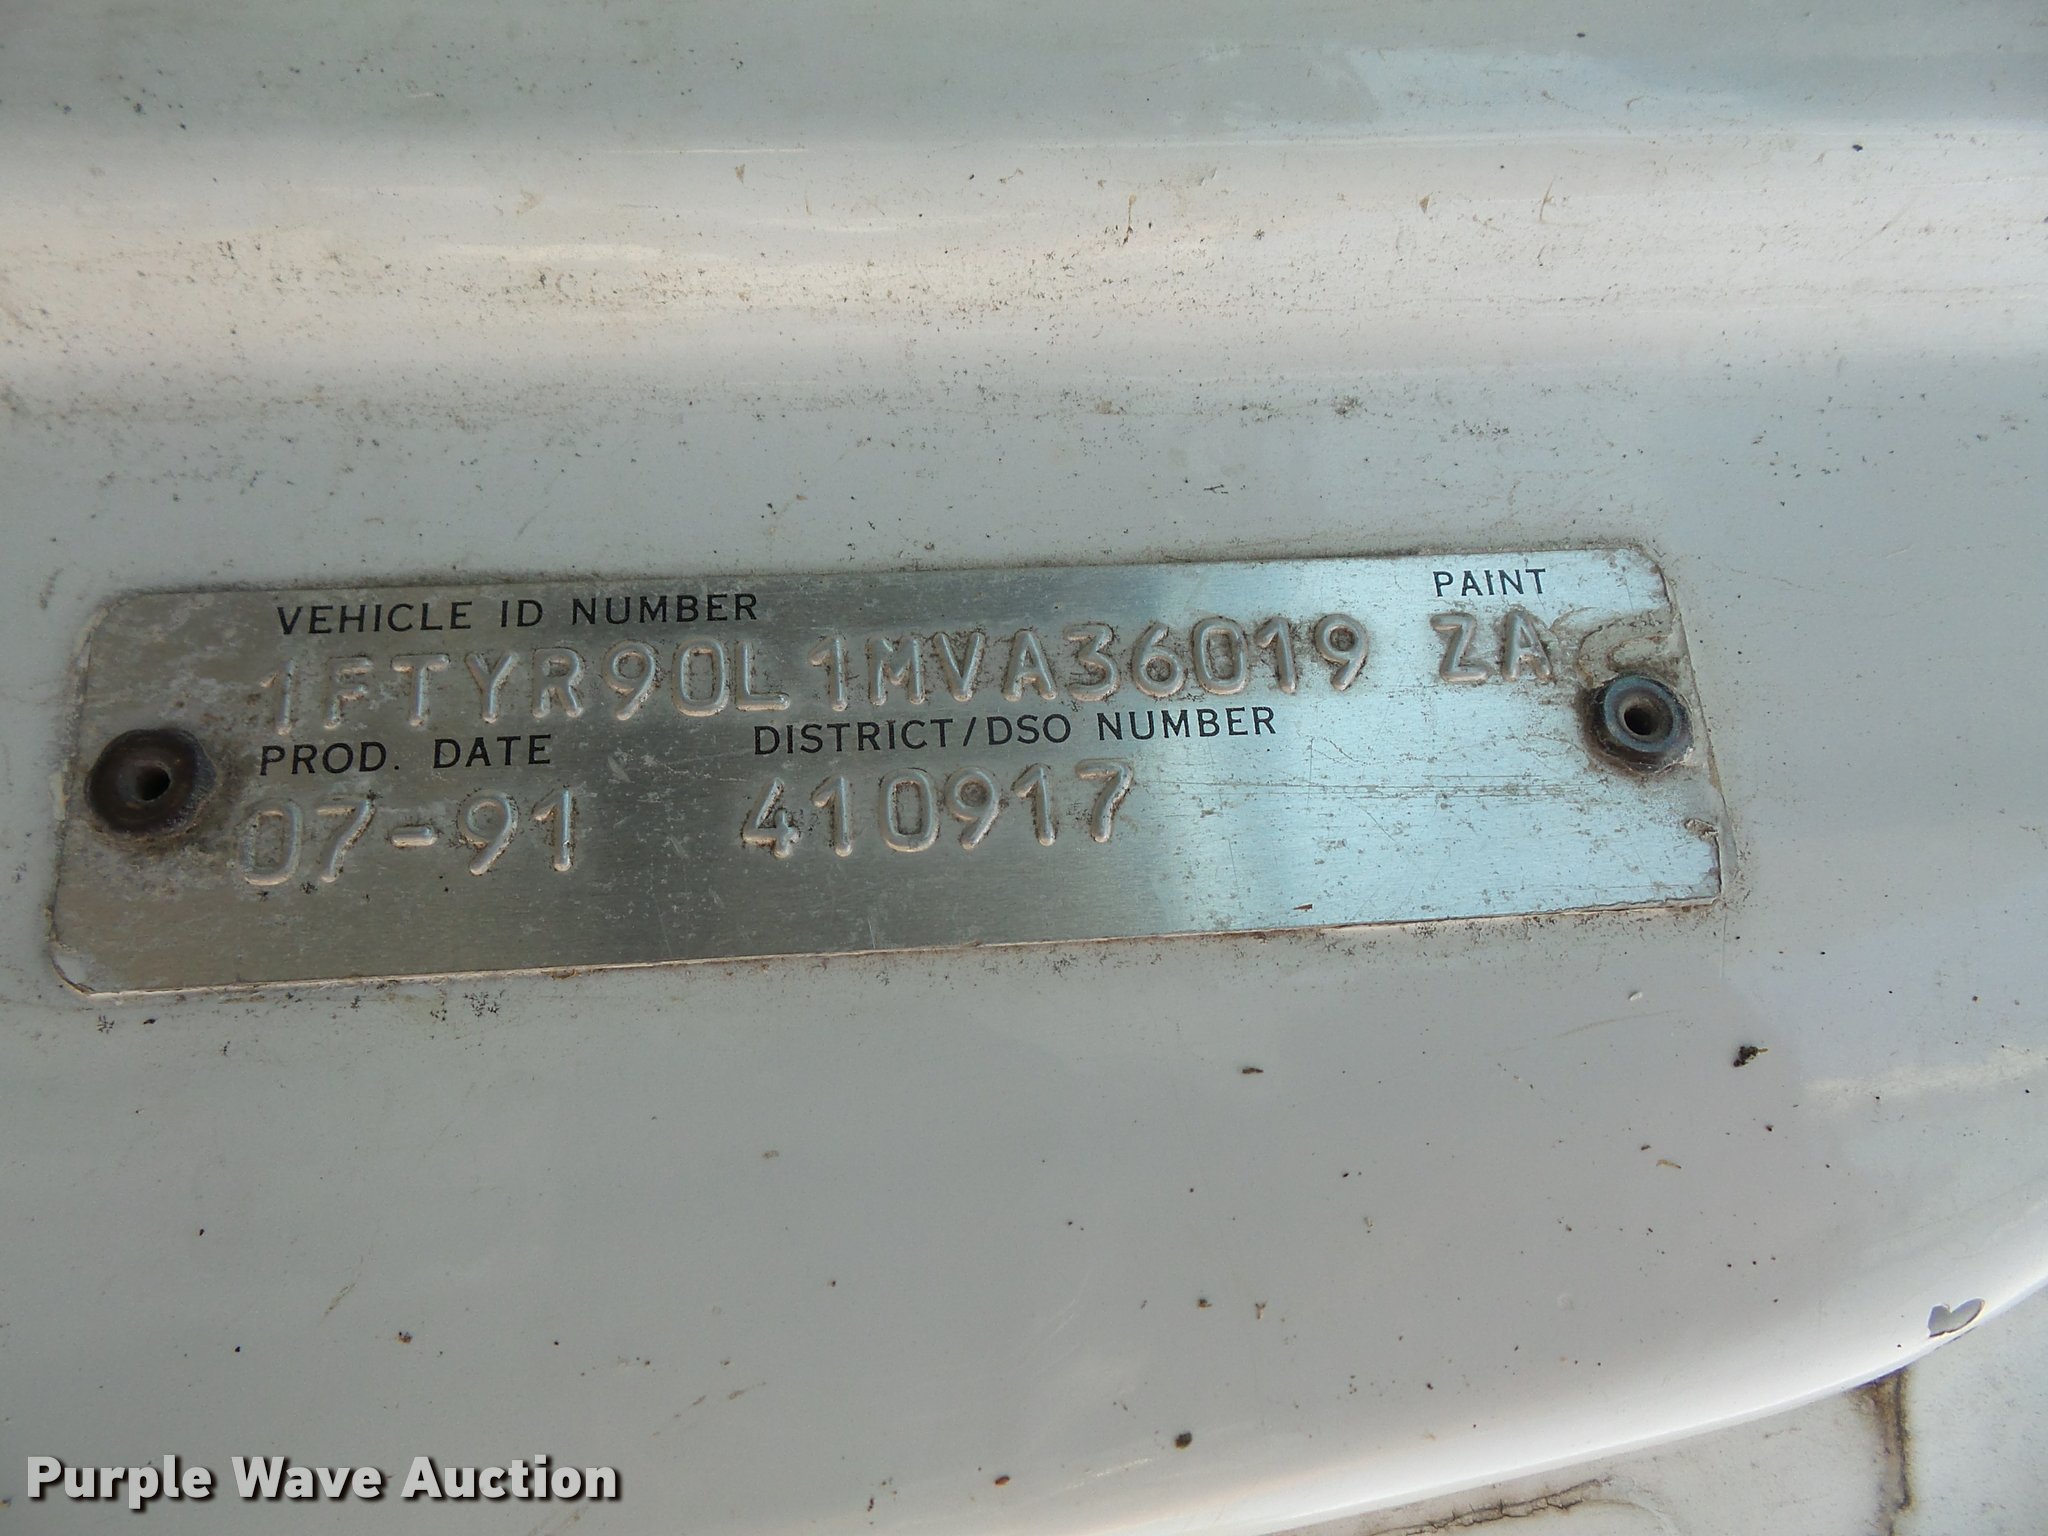 VEHICLE ID NUMBER PAINT
1FTYR90L1MVA36019 ZA
PROD. DATE DISTRICT/DSO NUMBER
07-91 410917
Purple Wave Auction